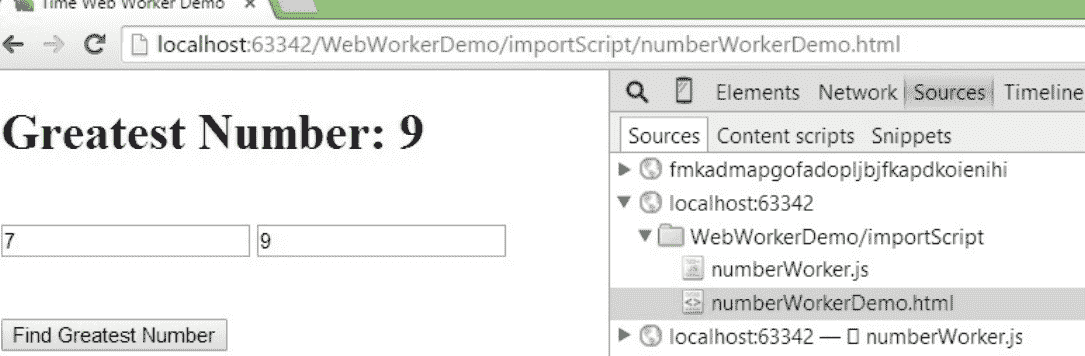 Time Web Worker Demo
localhost:63342/WebWorkerDemo/importScript/numberWorkerDemo.html
Greatest Number: 9
7 9
Find Greatest Number
Elements Network Sources Timeline
Sources Content scripts Snippets
fmkadmapgofadopljbjfkapdkoienihi
localhost:63342
WebWorkerDemo/importScript
numberWorker.js
numberWorkerDemo.html
localhost:63342 — numberWorker.js